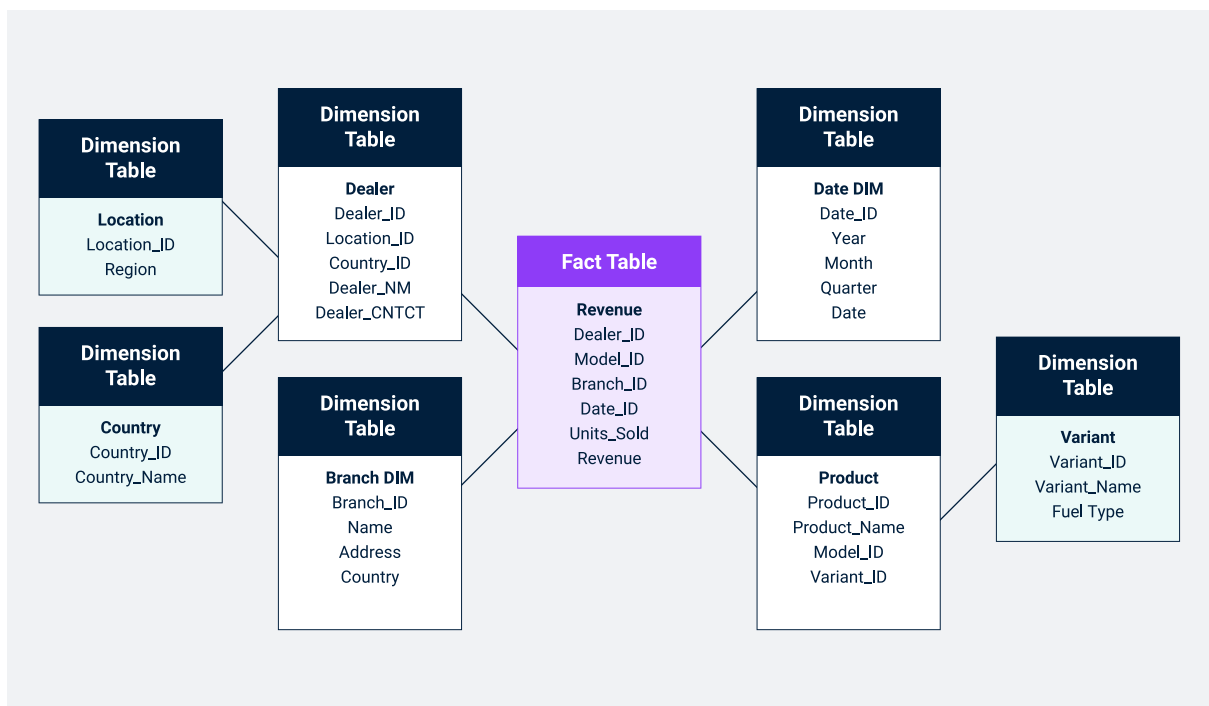 Dimension
Table
Location
Location_ID
Region
Dimension
Table
Country
Country_ID
Country_Name
Dimension
Table
Dealer
Dealer_ID
Location_ID
Country_ID
Dealer_NM
Dealer_CNTCT
Dimension
Table
Branch DIM
Branch_ID
Name
Address
Country
Fact Table
Revenue
Dealer_ID
Model_ID
Branch_ID
Date_ID
Units_Sold
Revenue
Dimension
Table
Date DIM
Date_ID
Year
Month
Quarter
Date
Dimension
Table
Product
Product_ID
Product_Name
Model_ID
Variant_ID
Dimension
Table
Variant
Variant_ID
Variant_Name
Fuel Type